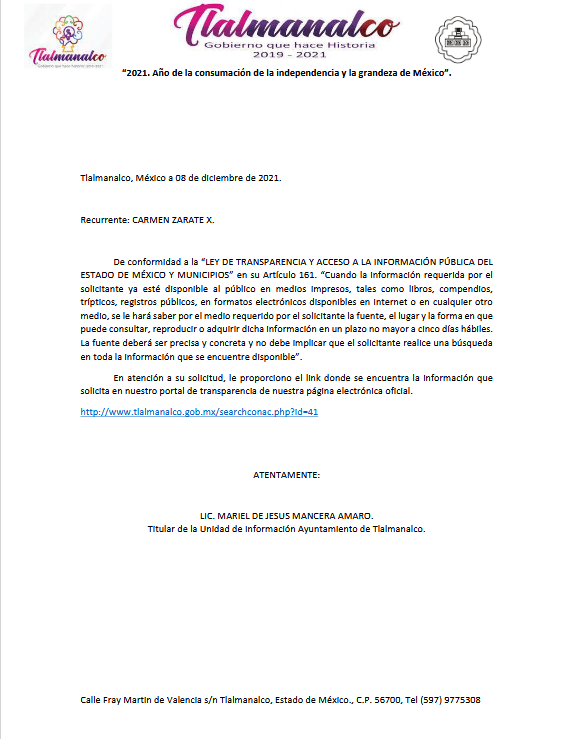 Tlalmanalco
Tlalmanalco
Gobierno que hace Historia
2019 - 2021
“2021. Año de la consumación de la independencia y la grandeza de México”.
Tlalmanalco, México a 08 de diciembre de 2021.
Recurrente: CARMEN ZARATE X.
De conformidad a la “LEY DE TRANSPARENCIA Y ACCESO A LA INFORMACIÓN PÚBLICA DEL
ESTADO DE MÉXICO Y MUNICIPIOS” en su Artículo 161. “Cuando la información requerida por el
solicitante ya esté disponible al público en medios impresos, tales como libros, compendios,
trípticos, registros públicos, en formatos electrónicos disponibles en Internet o en cualquier otro
medio, se le hará saber por el medio requerido por el solicitante la fuente, el lugar y la forma en que
puede consultar, reproducir o adquirir dicha información en un plazo no mayor a cinco días hábiles.
La fuente deberá ser precisa y concreta y no debe implicar que el solicitante realice una búsqueda
en toda la información que se encuentre disponible”.
En atención a su solicitud, le proporciono el link donde se encuentra la información que
solicita en nuestro portal de transparencia de nuestra página electrónica oficial.
http://www.tlalmanalco.gob.mx/searchconac.php?id=41
ATENTAMENTE:
LIC. MARIEL DE JESUS MANCERA AMARO.
Titular de la Unidad de Información Ayuntamiento de Tlalmanalco.
Calle Fray Martin de Valencia s/n Tlalmanalco, Estado de México., C.P. 56700, Tel (597) 9775308